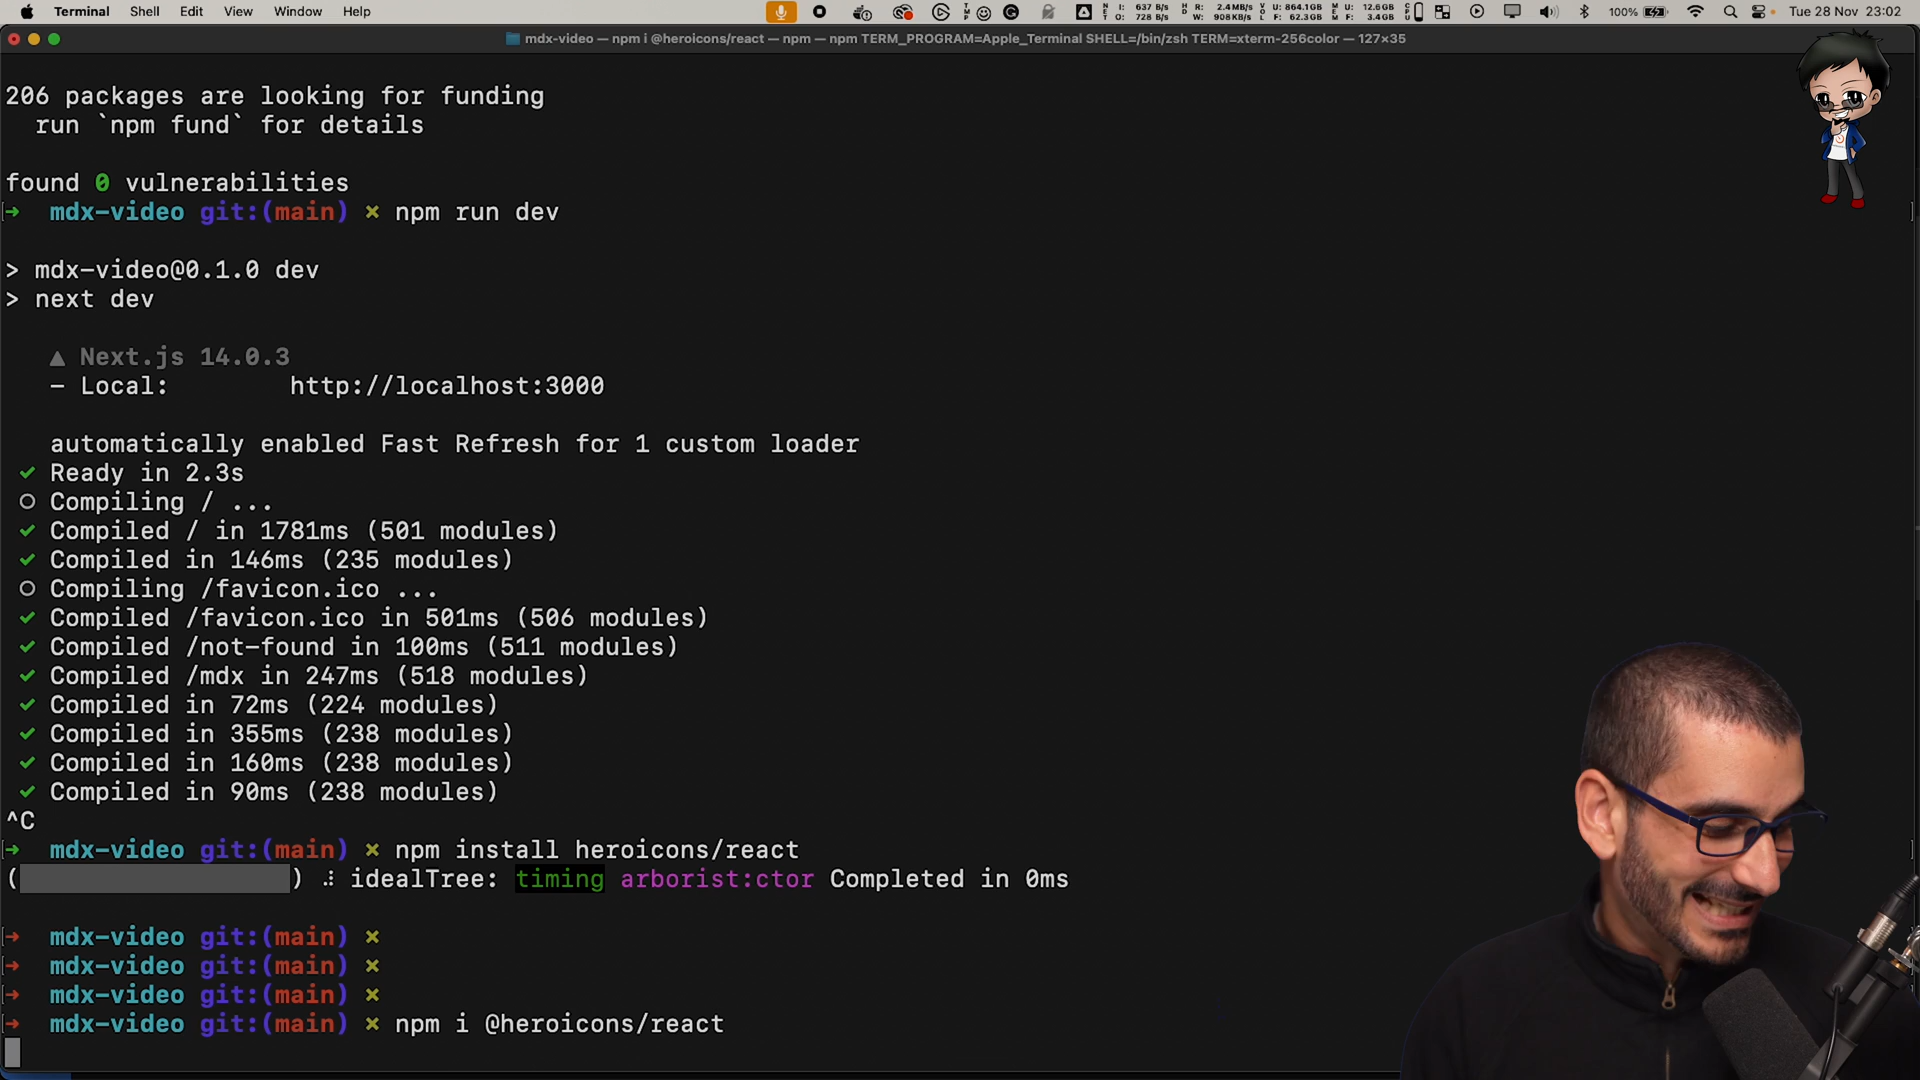 Terminal Shell Edit View Window Help
100% Tue 28 Nov 23:02
mdx-video — npm i @heroicons/react — npm — npm TERM_PROGRAM=Apple_Terminal SHELL=/bin/zsh TERM=xterm-256color — 127×35
206 packages are looking for funding
run `npm fund` for details
found 0 vulnerabilities
➜ mdx-video git:(main) ✗ npm run dev
> mdx-video@0.1.0 dev
> next dev
▲ Next.js 14.0.3
– Local: http://localhost:3000
automatically enabled Fast Refresh for 1 custom loader
✓ Ready in 2.3s
○ Compiling / ...
✓ Compiled / in 1781ms (501 modules)
✓ Compiled in 146ms (235 modules)
○ Compiling /favicon.ico ...
✓ Compiled /favicon.ico in 501ms (506 modules)
✓ Compiled /not-found in 100ms (511 modules)
✓ Compiled /mdx in 247ms (518 modules)
✓ Compiled in 72ms (224 modules)
✓ Compiled in 355ms (238 modules)
✓ Compiled in 160ms (238 modules)
✓ Compiled in 90ms (238 modules)
^C
➜ mdx-video git:(main) ✗ npm install heroicons/react
( ) ⠼ idealTree: timing arborist:ctor Completed in 0ms
➜ mdx-video git:(main) ✗
➜ mdx-video git:(main) ✗
➜ mdx-video git:(main) ✗
➜ mdx-video git:(main) ✗ npm i @heroicons/react